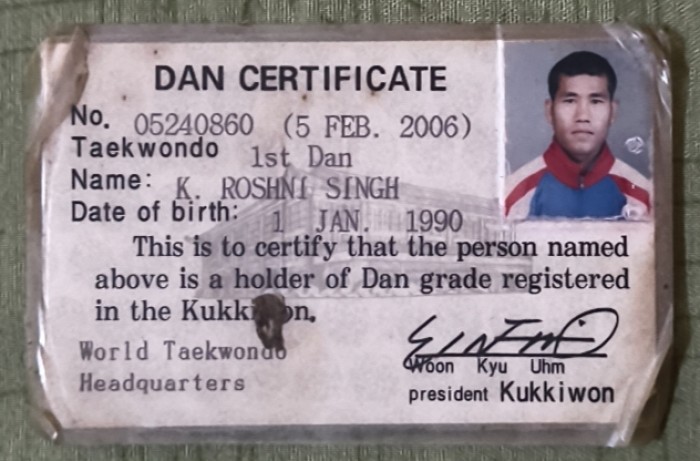 DAN CERTIFICATE
No. 05240860 (5 FEB. 2006)
Taekwondo 1st Dan
Name: K. ROSHNI SINGH
Date of birth: 1 JAN. 1990
This is to certify that the person named
above is a holder of Dan grade registered
in the
World Taekwondo
Headquarters
Woon Kyu Uhm
president Kukkiwon